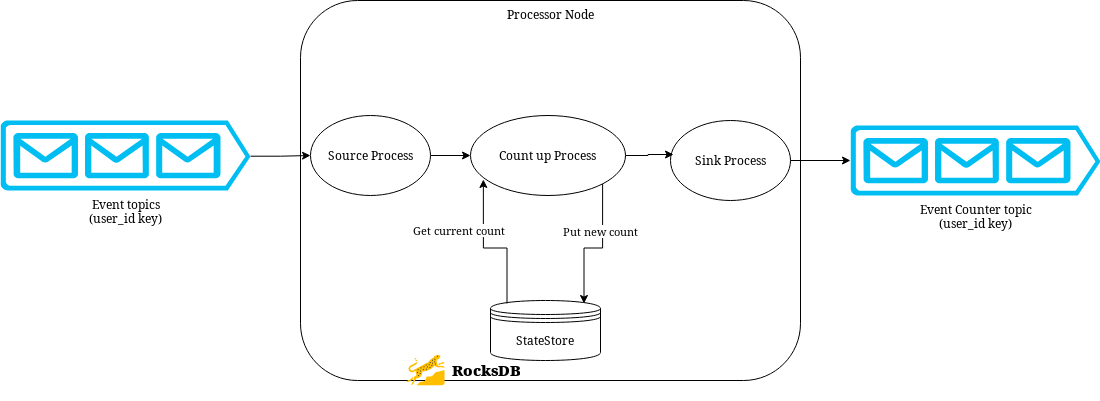 Processor Node
Source Process
Count up Process
Sink Process
Event topics
(user_id key)
Event Counter topic
(user_id key)
Get current count
Put new count
StateStore
RocksDB